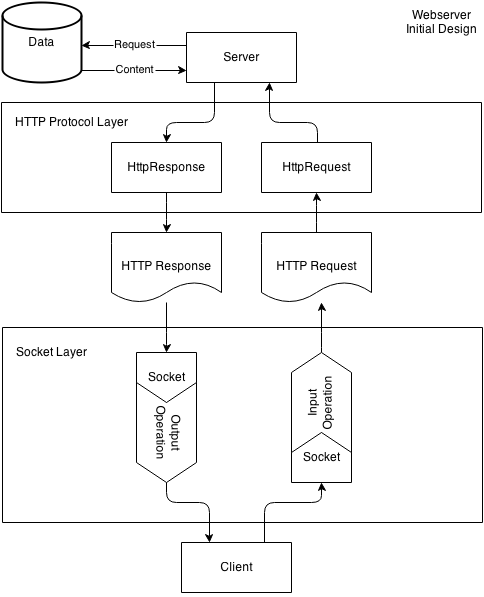 Webserver
Initial Design
Data
Request
Content
Server
HTTP Protocol Layer
HttpResponse
HttpRequest
HTTP Response
HTTP Request
Socket Layer
Socket
Output
Operation
Input
Operation
Socket
Client